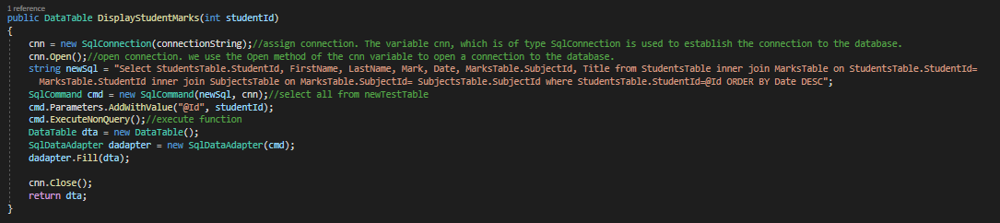 1 reference
public DataTable DisplayStudentMarks(int studentId)
{
cnn = new SqlConnection(connectionString);//assign connection. The variable cnn, which is of type SqlConnection is used to establish the connection to the database.
cnn.Open();//open connection. we use the Open method of the cnn variable to open a connection to the database.
string newSql = "Select StudentsTable.StudentId, FirstName, LastName, Mark, Date, MarksTable.SubjectId, Title from StudentsTable inner join MarksTable on StudentsTable.StudentId=
MarksTable.StudentId inner join SubjectsTable on MarksTable.SubjectId= SubjectsTable.SubjectId where StudentsTable.StudentId=@Id ORDER BY Date DESC";
SqlCommand cmd = new SqlCommand(newSql, cnn);//select all from newTestTable
cmd.Parameters.AddWithValue("@Id", studentId);
cmd.ExecuteNonQuery();//execute function
DataTable dta = new DataTable();
SqlDataAdapter dadapter = new SqlDataAdapter(cmd);
dadapter.Fill(dta);
cnn.Close();
return dta;
}